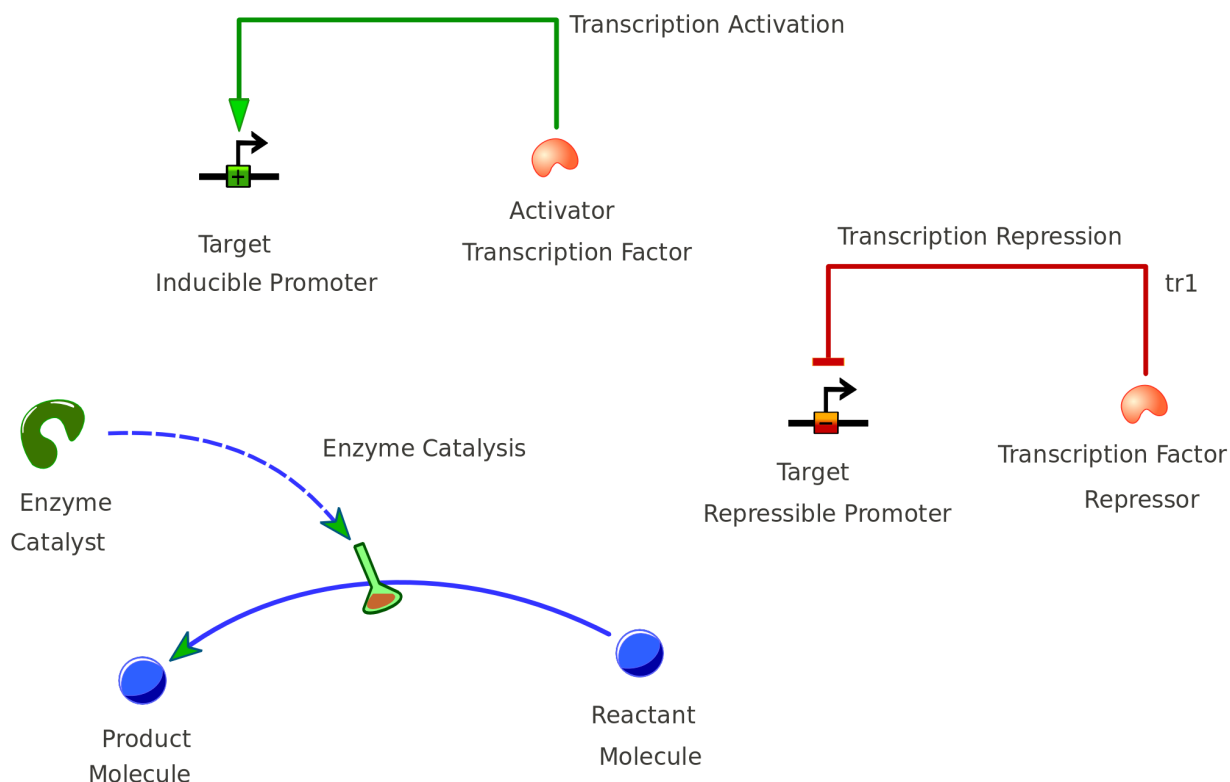 Transcription Activation
Activator
Transcription Factor
Target
Inducible Promoter
Transcription Repression
tr1
Target
Repressible Promoter
Transcription Factor
Repressor
Enzyme Catalysis
Enzyme
Catalyst
Reactant
Molecule
Product
Molecule
+
−